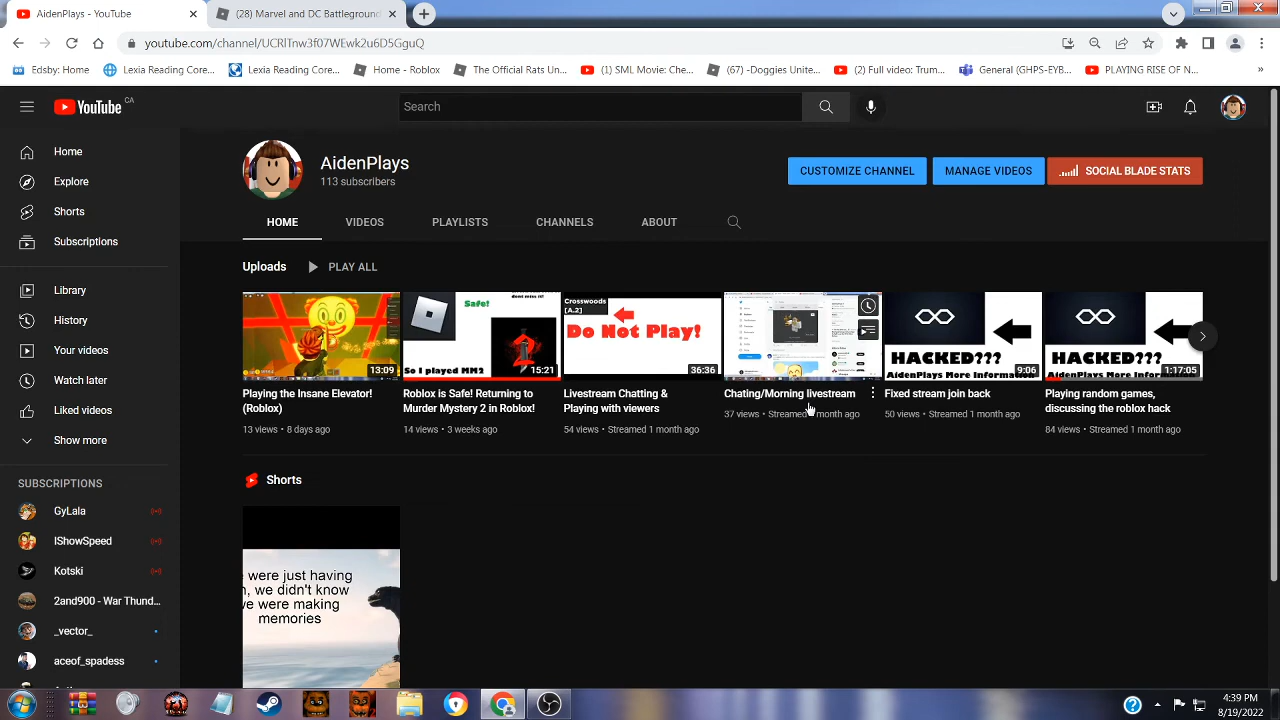 AidenPlays - YouTube
(28) Marvel and DC Battleground
youtube.com/channel/UCRlTnw3f07WEwk2u6D5GguQ
Edsby: Home
Lexia Reading Core...
Lexia Reading Core...
Home - Roblox
The Official Rats Un...
(1) SML Movie: Che...
(67) -Doggies Unite...
(2) Full video: Trum...
General (GHPS-EYB...
PLAYING RISE OF N...
»
YouTube CA
Search
AidenPlays
113 subscribers
CUSTOMIZE CHANNEL
MANAGE VIDEOS
SOCIAL BLADE STATS
HOME
VIDEOS
PLAYLISTS
CHANNELS
ABOUT
Home
Explore
Shorts
Subscriptions
Library
History
Your videos
Watch later
Liked videos
Show more
SUBSCRIPTIONS
GyLala
IShowSpeed
Kotski
2and900 - War Thund...
_vector_
aceof_spadess
Uploads
PLAY ALL
13:09
Playing the Insane Elevator!
(Roblox)
13 views • 8 days ago
Safe!
dont miss it!
So I played MM2
15:21
Roblox is Safe! Returning to
Murder Mystery 2 in Roblox!
14 views • 3 weeks ago
Crosswoods
[A.2]
Do Not Play!
36:36
Livestream Chatting &
Playing with viewers
54 views • Streamed 1 month ago
Chating/Morning livestream
37 views • Streamed month ago
HACKED???
AidenPlays More Information
9:06
Fixed stream join back
50 views • Streamed 1 month ago
HACKED???
AidenPlays More Information
1:17:05
Playing random games,
discussing the roblox hack
84 views • Streamed 1 month ago
Shorts
were just having
we didn't know
we were making
memories
4:39 PM
8/19/2022